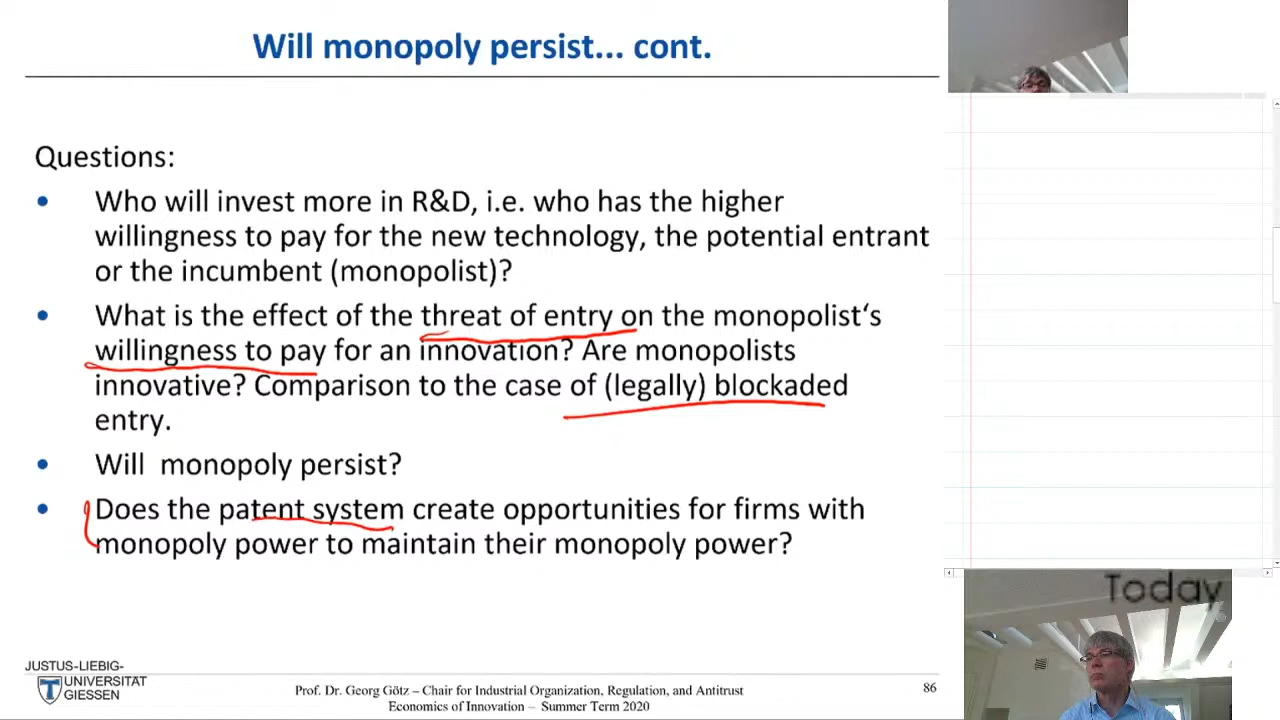 Will monopoly persist... cont.
Questions:
• Who will invest more in R&D, i.e. who has the higher
willingness to pay for the new technology, the potential entrant
or the incumbent (monopolist)?
• What is the effect of the threat of entry on the monopolist‘s
willingness to pay for an innovation? Are monopolists
innovative? Comparison to the case of (legally) blockaded
entry.
• Will monopoly persist?
• Does the patent system create opportunities for firms with
monopoly power to maintain their monopoly power?
Today
JUSTUS-LIEBIG-
UNIVERSITAT
GIESSEN
Prof. Dr. Georg Götz – Chair for Industrial Organization, Regulation, and Antitrust
Economics of Innovation – Summer Term 2020
86